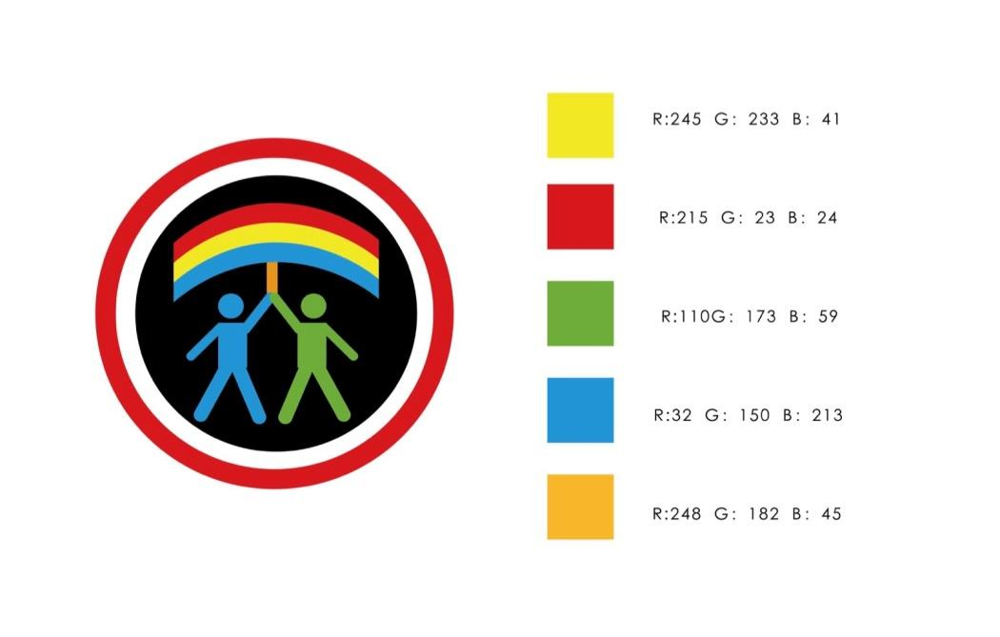 R:245 G: 233 B: 41
R:215 G: 23 B: 24
R:110G: 173 B: 59
R:32 G: 150 B: 213
R:248 G: 182 B: 45